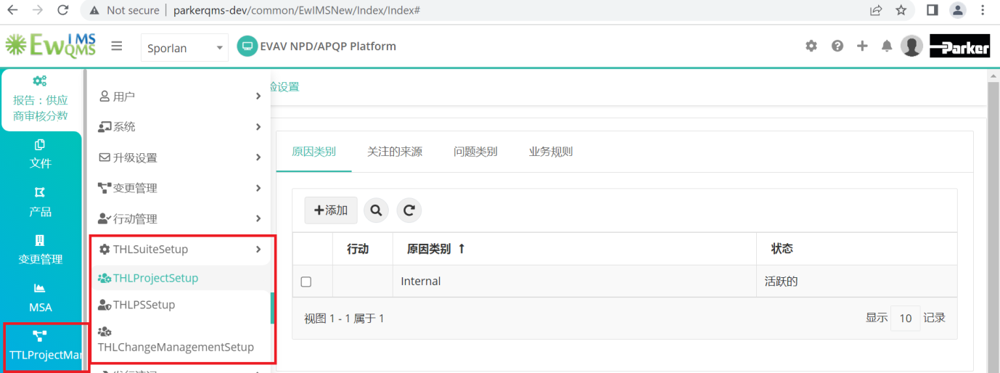 Not secure | parkerqms-dev/common/EwIMSNew/Index/Index#
Ew IMS QMS
Sporlan
EVAV NPD/APQP Platform
Parker
报告：供应
商审核分数
文件
产品
变更管理
MSA
TTLProjectMar
用户
系统
升级设置
变更管理
行动管理
THLSuiteSetup
THLProjectSetup
THLPSSetup
THLChangeManagementSetup
验设置
原因类别
关注的来源
问题类别
业务规则
添加
行动
原因类别 ↑
状态
Internal
活跃的
视图 1 - 1 属于 1
显示 10 记录